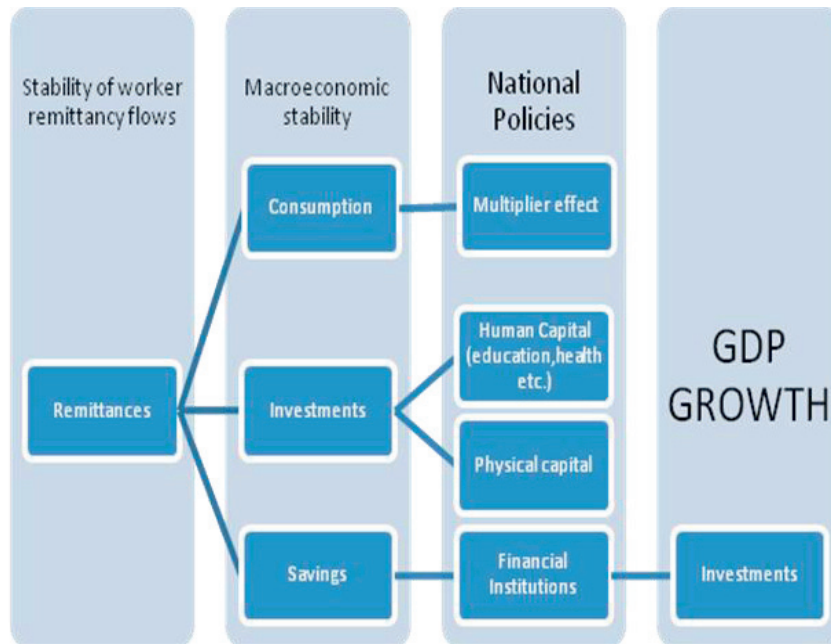 Stability of worker
remittancy flows
Macroeconomic
stability
National
Policies
Consumption
Multiplier effect
Human Capital
(education,health
etc.)
GDP
GROWTH
Remittances
Investments
Physical capital
Savings
Financial
Institutions
Investments